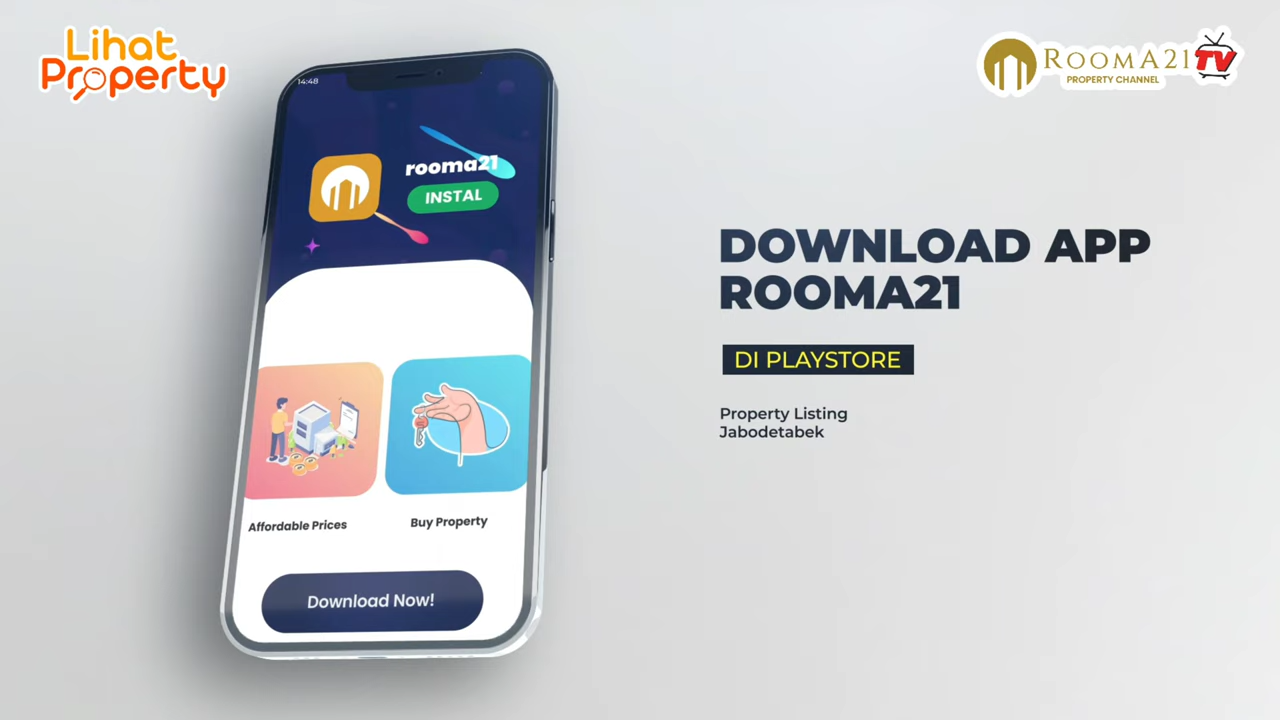 Lihat
Property
ROOMA21 TV
PROPERTY CHANNEL
14:48
rooma21
INSTAL
Affordable Prices
Buy Property
Download Now!
DOWNLOAD APP
ROOMA21
DI PLAYSTORE
Property Listing
Jabodetabek